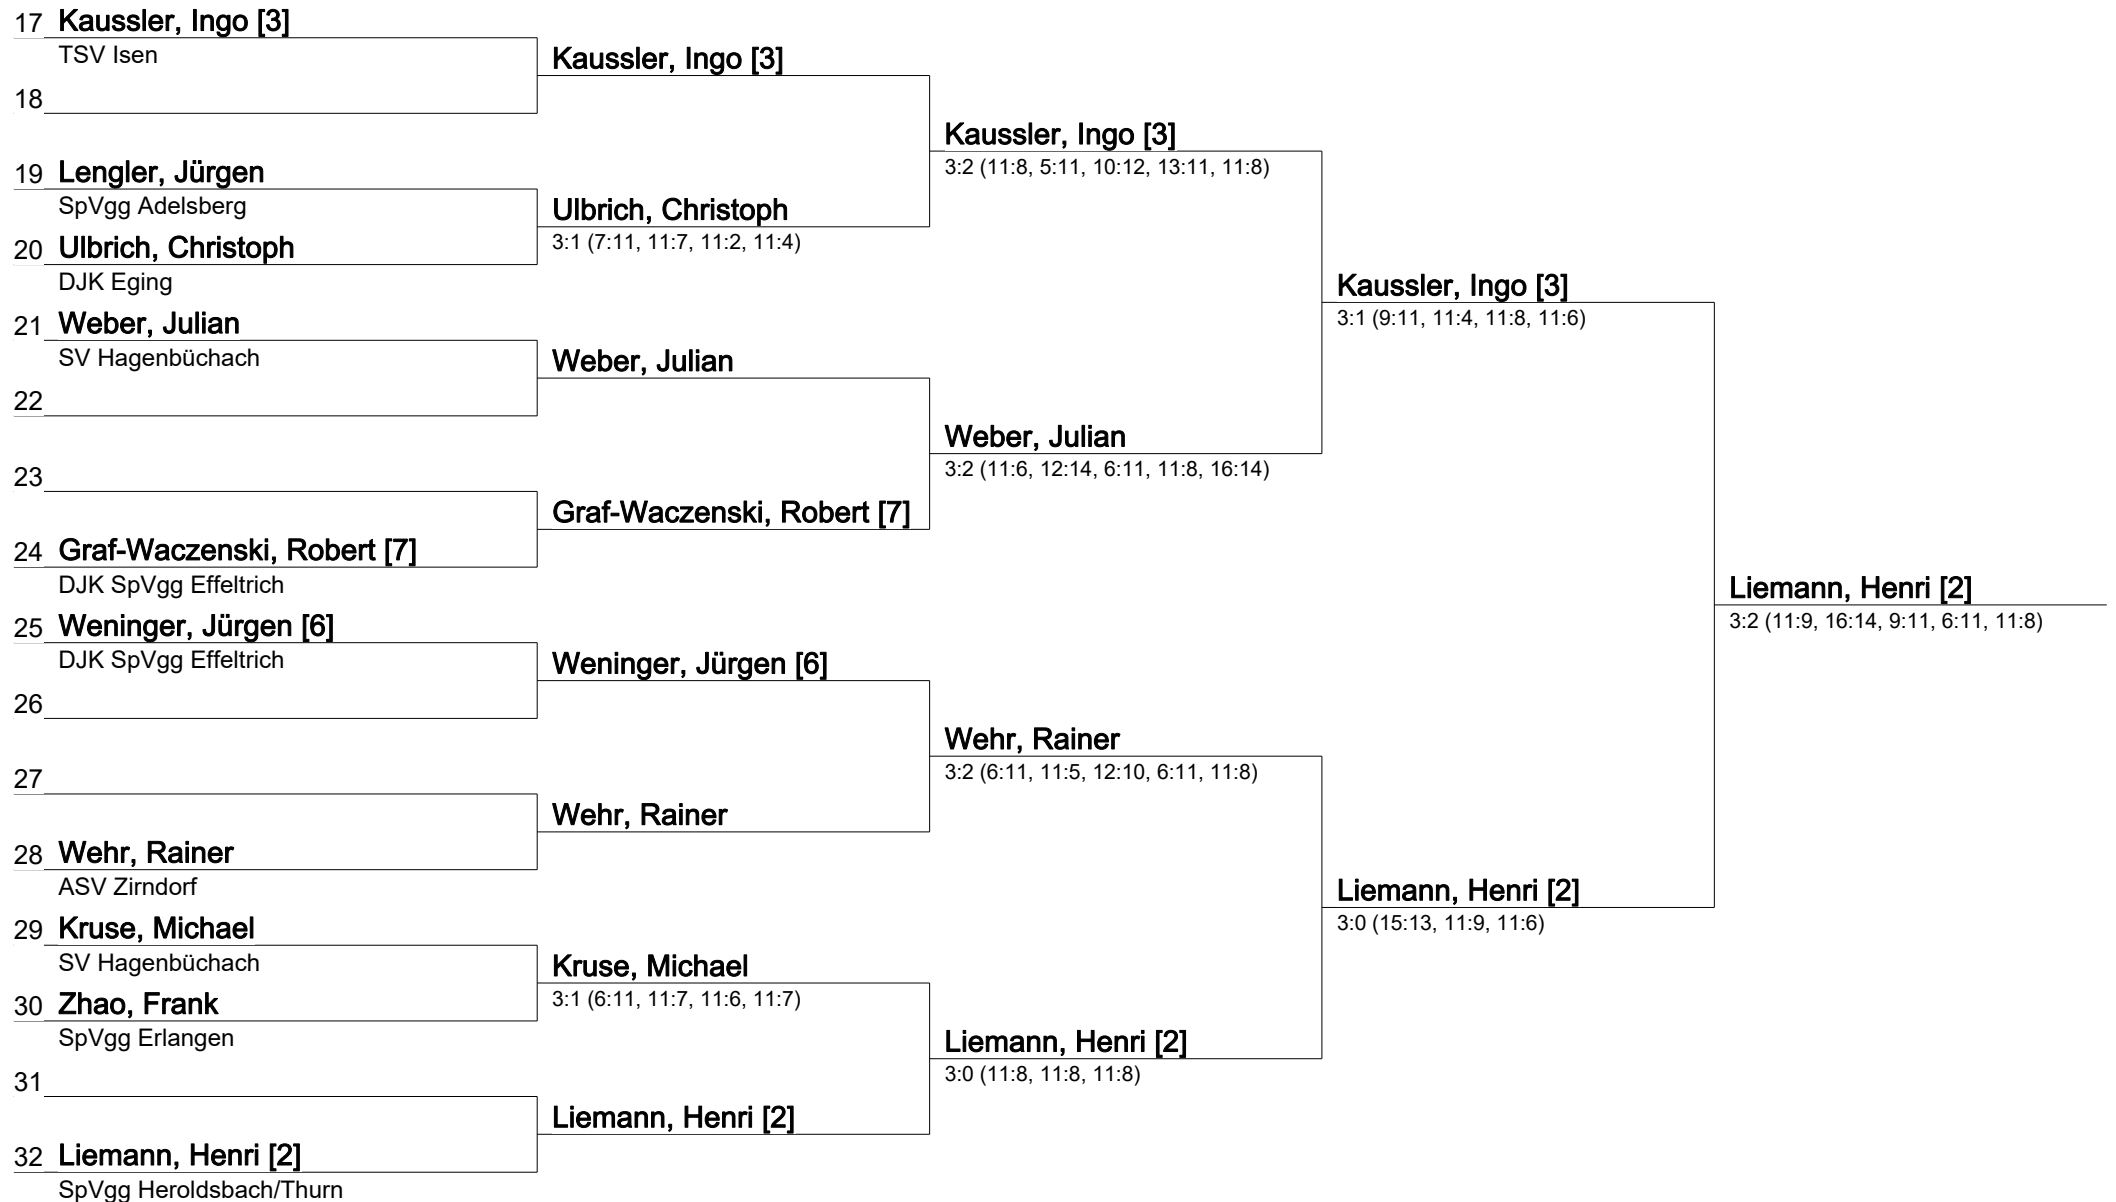 17 Kaussler, Ingo [3]
TSV Isen
Kaussler, Ingo [3]
18
Kaussler, Ingo [3]
3:2 (11:8, 5:11, 10:12, 13:11, 11:8)
19 Lengler, Jürgen
SpVgg Adelsberg
Ulbrich, Christoph
3:1 (7:11, 11:7, 11:2, 11:4)
20 Ulbrich, Christoph
DJK Eging
Kaussler, Ingo [3]
3:1 (9:11, 11:4, 11:8, 11:6)
21 Weber, Julian
SV Hagenbüchach
Weber, Julian
22
Weber, Julian
3:2 (11:6, 12:14, 6:11, 11:8, 16:14)
23
Graf-Waczenski, Robert [7]
24 Graf-Waczenski, Robert [7]
DJK SpVgg Effeltrich
Liemann, Henri [2]
3:2 (11:9, 16:14, 9:11, 6:11, 11:8)
25 Weninger, Jürgen [6]
DJK SpVgg Effeltrich
Weninger, Jürgen [6]
26
Wehr, Rainer
3:2 (6:11, 11:5, 12:10, 6:11, 11:8)
27
Wehr, Rainer
28 Wehr, Rainer
ASV Zirndorf
Liemann, Henri [2]
3:0 (15:13, 11:9, 11:6)
29 Kruse, Michael
SV Hagenbüchach
Kruse, Michael
3:1 (6:11, 11:7, 11:6, 11:7)
30 Zhao, Frank
SpVgg Erlangen
Liemann, Henri [2]
3:0 (11:8, 11:8, 11:8)
31
Liemann, Henri [2]
32 Liemann, Henri [2]
SpVgg Heroldsbach/Thurn